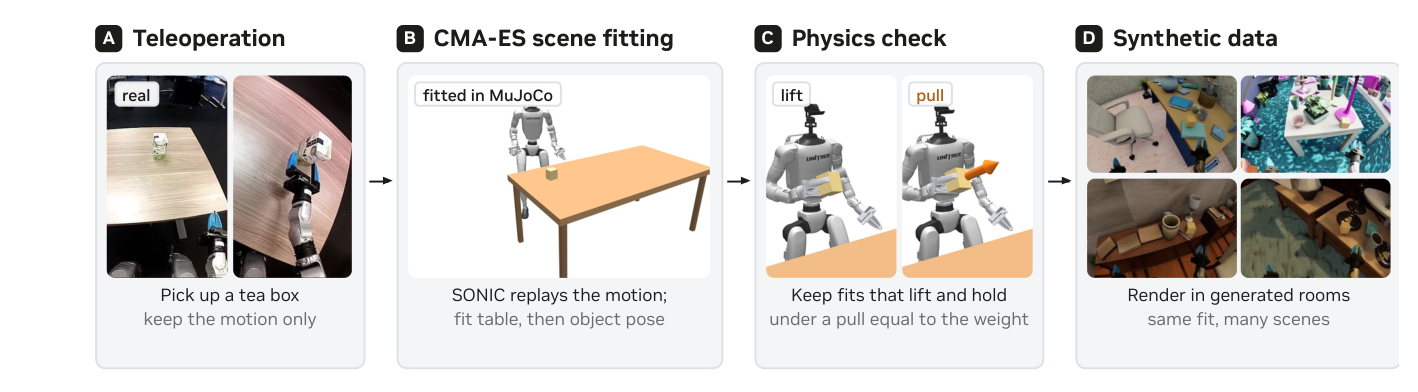 A Teleoperation
real
Pick up a tea box
keep the motion only
B CMA-ES scene fitting
fitted in MuJoCo
SONIC replays the motion;
fit table, then object pose
C Physics check
lift
pull
UNITREE
UNITREE
Keep fits that lift and hold
under a pull equal to the weight
D Synthetic data
Render in generated rooms
same fit, many scenes